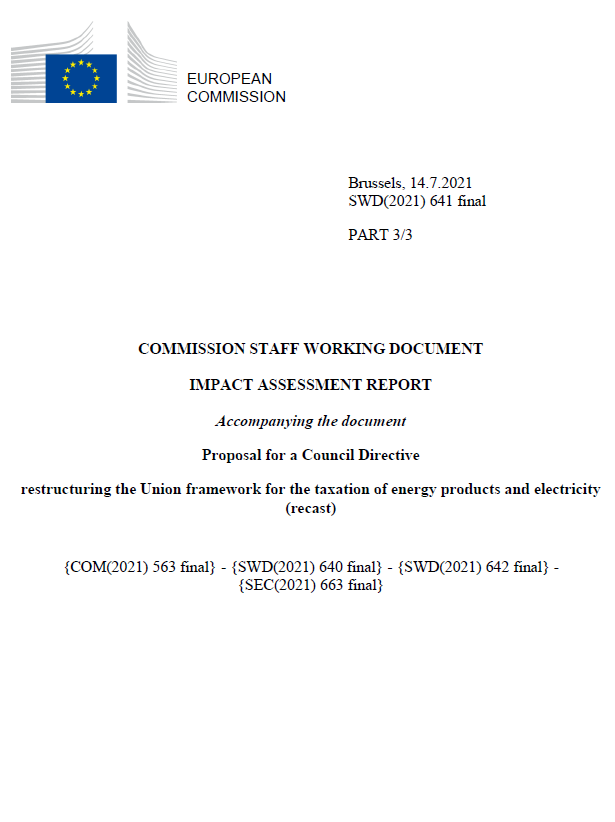 EUROPEAN
COMMISSION
Brussels, 14.7.2021
SWD(2021) 641 final
PART 3/3
COMMISSION STAFF WORKING DOCUMENT
IMPACT ASSESSMENT REPORT
Accompanying the document
Proposal for a Council Directive
restructuring the Union framework for the taxation of energy products and electricity
(recast)
{COM(2021) 563 final} - {SWD(2021) 640 final} - {SWD(2021) 642 final} -
{SEC(2021) 663 final}